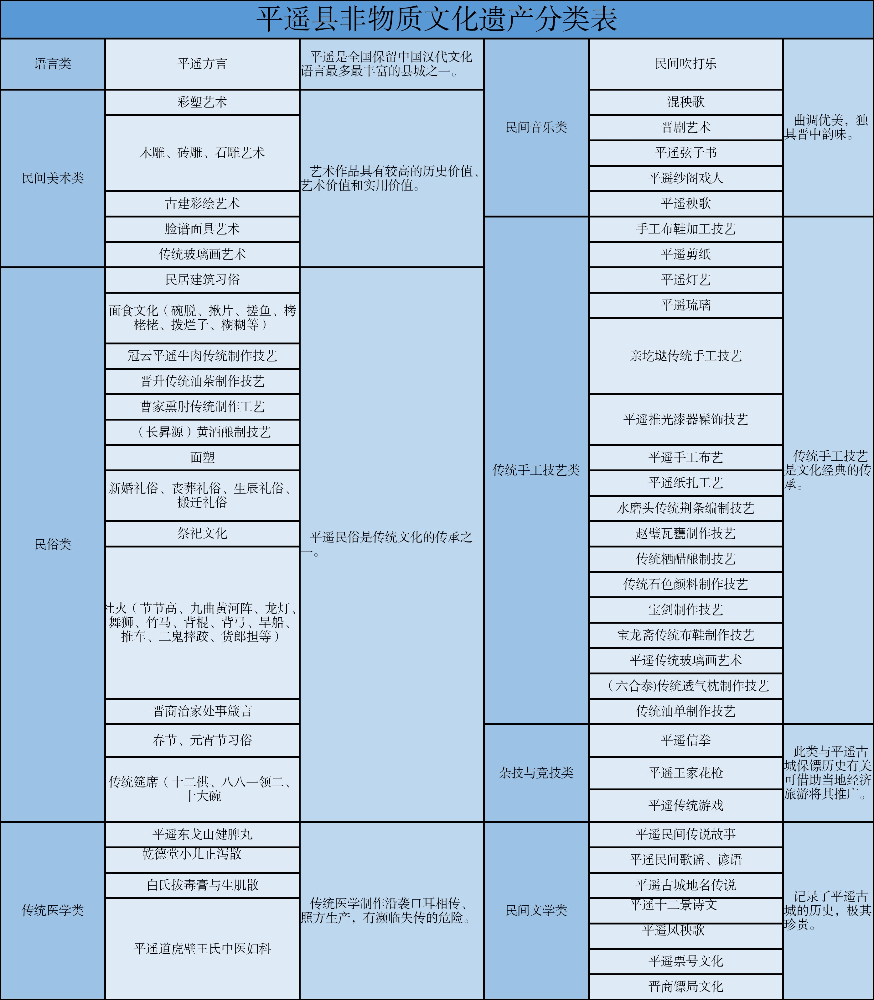 平遥县非物质文化遗产分类表
语言类
平遥方言
平遥是全国保留中国汉代文化
语言最多最丰富的县城之一。
民间美术类
彩塑艺术
木雕、砖雕、石雕艺术
古建彩绘艺术
脸谱面具艺术
传统玻璃画艺术
艺术作品具有较高的历史价值、
艺术价值和实用价值。
民俗类
民居建筑习俗
面食文化（碗脱、揪片、搓鱼、栲
栳栳、拨烂子、糊糊等）
冠云平遥牛肉传统制作技艺
晋升传统油茶制作技艺
曹家熏肘传统制作工艺
（长昇源）黄酒酿制技艺
面塑
新婚礼俗、丧葬礼俗、生辰礼俗、
搬迁礼俗
祭祀文化
社火（节节高、九曲黄河阵、龙灯、
舞狮、竹马、背棍、背弓、旱船、
推车、二鬼摔跤、货郎担等）
晋商治家处事箴言
春节、元宵节习俗
传统筵席（十二棋、八八一领二、
十大碗
平遥民俗是传统文化的传承之
一。
传统医学类
平遥东戈山健脾丸
乾德堂小儿止泻散
白氏拔毒膏与生肌散
平遥道虎壁王氏中医妇科
传统医学制作沿袭口耳相传、
照方生产，有濒临失传的危险。
民间音乐类
民间吹打乐
混秧歌
晋剧艺术
平遥弦子书
平遥纱阁戏人
平遥秧歌
曲调优美，独
具晋中韵味。
传统手工技艺类
手工布鞋加工技艺
平遥剪纸
平遥灯艺
平遥琉璃
亲圪垯传统手工技艺
平遥推光漆器髹饰技艺
平遥手工布艺
平遥纸扎工艺
水磨头传统荆条编制技艺
赵璧瓦甕制作技艺
传统粞醋酿制技艺
传统石色颜料制作技艺
宝剑制作技艺
宝龙斋传统布鞋制作技艺
平遥传统玻璃画艺术
（六合泰)传统透气枕制作技艺
传统油单制作技艺
传统手工技艺
是文化经典的传
承。
杂技与竞技类
平遥信拳
平遥王家花枪
平遥传统游戏
此类与平遥古
城保镖历史有关
可借助当地经济
旅游将其推广。
民间文学类
平遥民间传说故事
平遥民间歌谣、谚语
平遥古城地名传说
平遥十二景诗文
平遥凤秧歌
平遥票号文化
晋商镖局文化
记录了平遥古
城的历史，极其
珍贵。